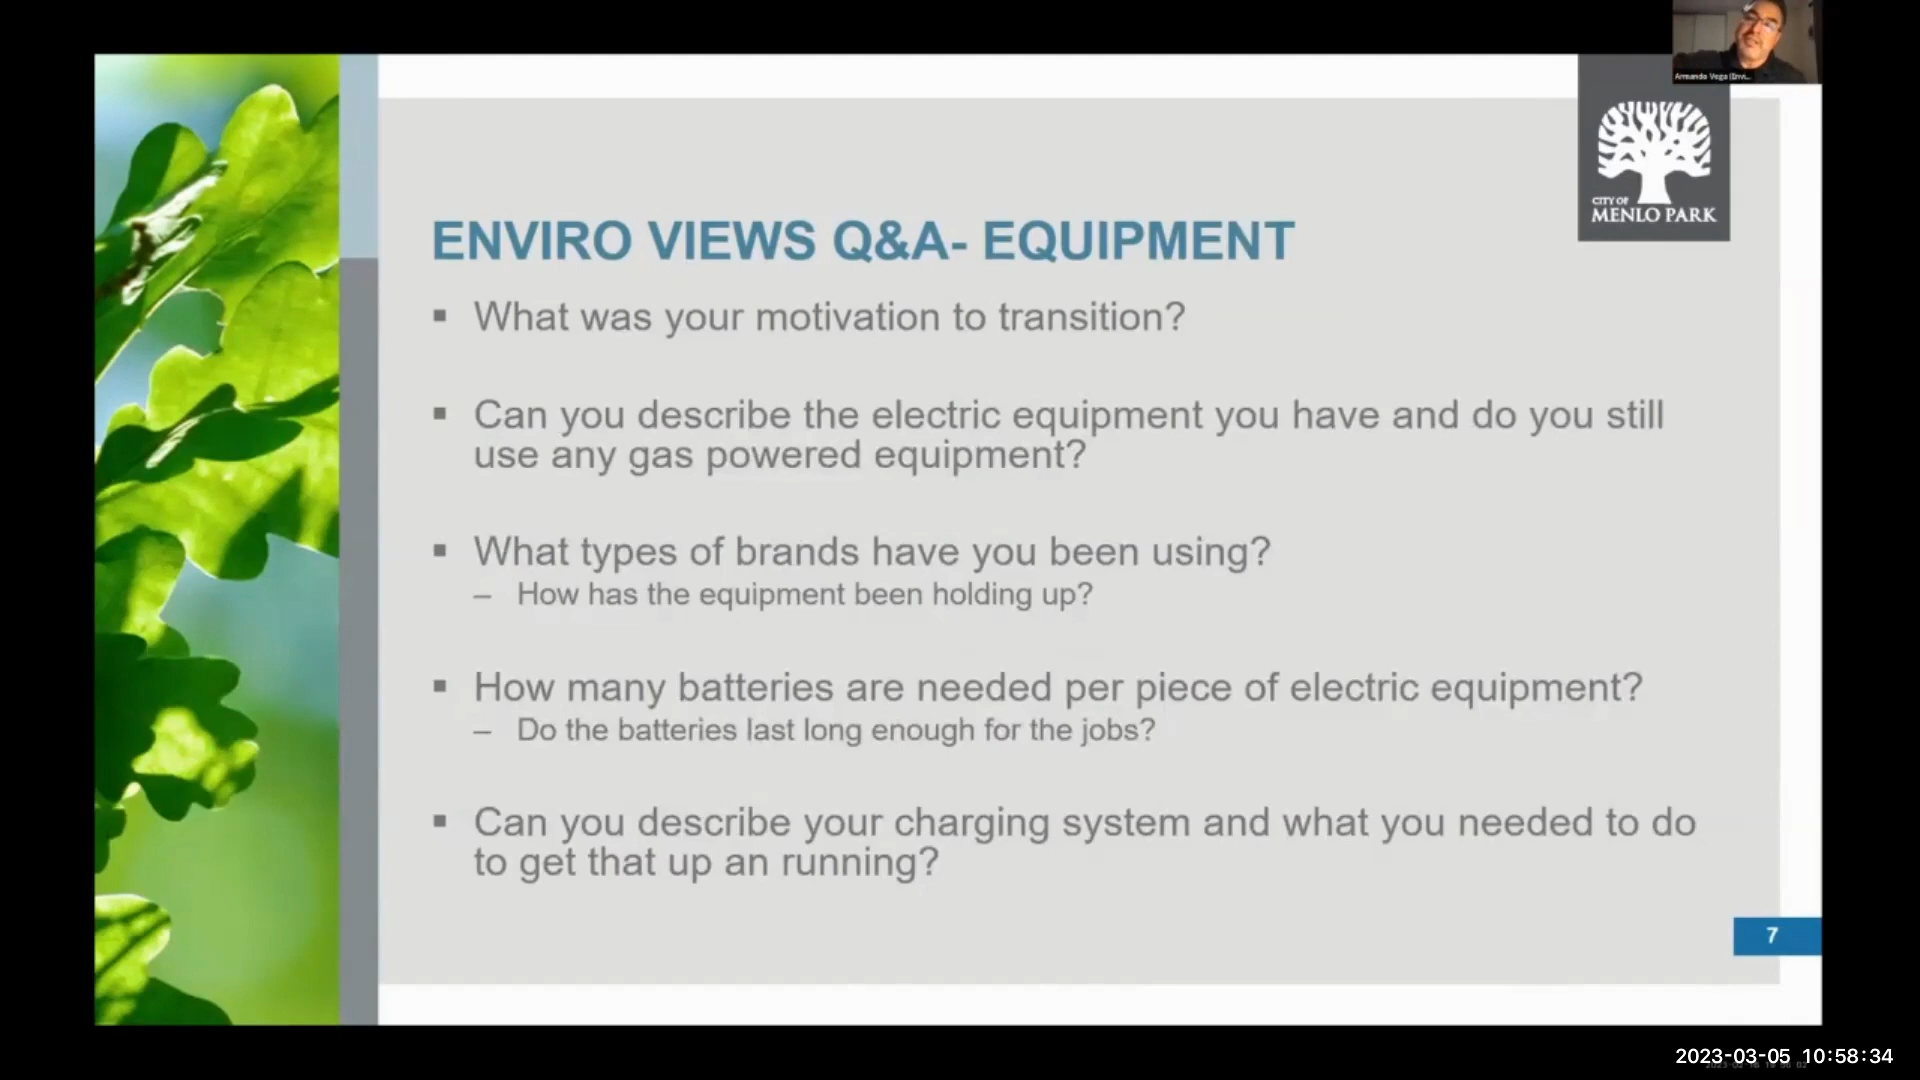 Armando Vega (Envi...
CITY OF
MENLO PARK
ENVIRO VIEWS Q&A- EQUIPMENT
▪ What was your motivation to transition?
▪ Can you describe the electric equipment you have and do you still
use any gas powered equipment?
▪ What types of brands have you been using?
– How has the equipment been holding up?
▪ How many batteries are needed per piece of electric equipment?
– Do the batteries last long enough for the jobs?
▪ Can you describe your charging system and what you needed to do
to get that up an running?
7
2023-03-05 10:58:34